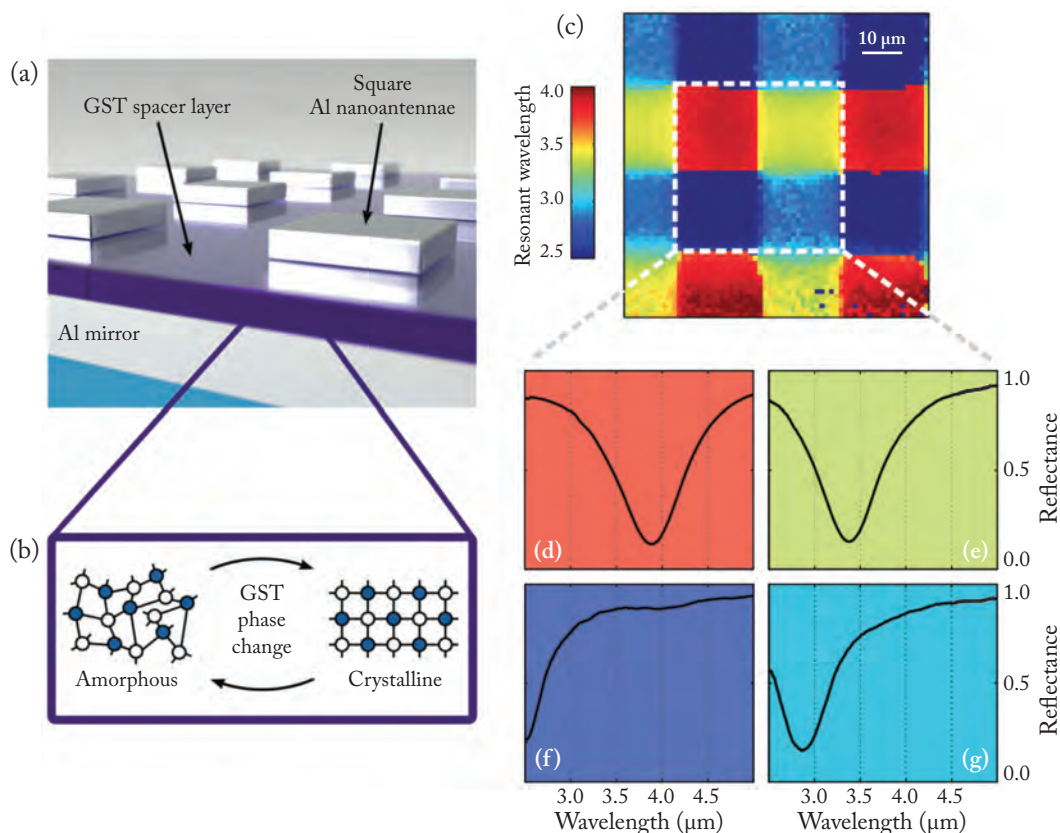 (a)
GST spacer layer
Square
Al nanoantennae
Al mirror
(b)
GST
phase
change
Amorphous
Crystalline
(c)
10 μm
Resonant wavelength
4.0
3.5
3.0
2.5
(d)
(e)
1.0
0.5
0.0
Reflectance
(f)
(g)
1.0
0.5
0.0
Reflectance
3.0 3.5 4.0 4.5
Wavelength (μm)
3.0 3.5 4.0 4.5
Wavelength (μm)